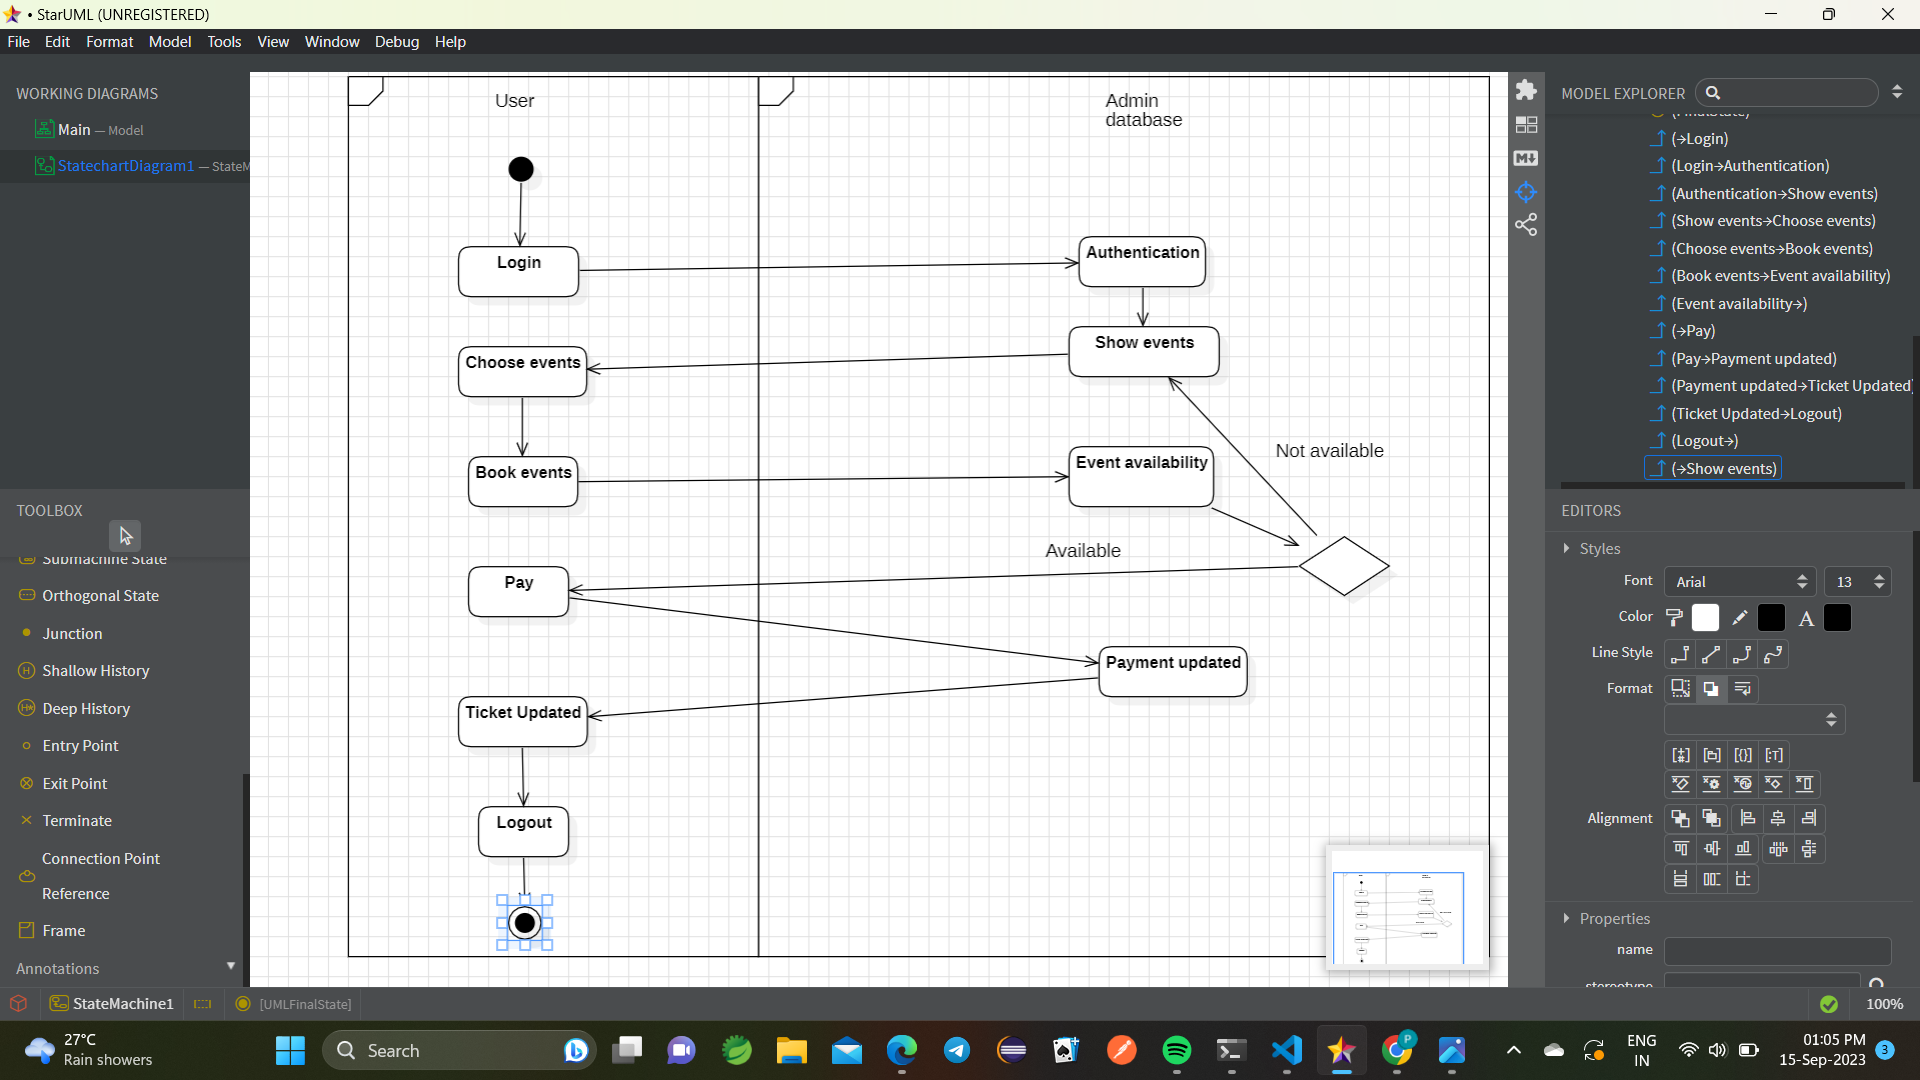 • StarUML (UNREGISTERED)
File Edit Format Model Tools View Window Debug Help
WORKING DIAGRAMS
Main — Model
StatechartDiagram1 — StateM
TOOLBOX
Submachine State
Orthogonal State
Junction
Shallow History
Deep History
Entry Point
Exit Point
Terminate
Connection Point
Reference
Frame
Annotations
User
Admin
database
Login
Authentication
Choose events
Show events
Book events
Event availability
Not available
Available
Pay
Payment updated
Ticket Updated
Logout
MODEL EXPLORER
(FinalState)
(→Login)
(Login→Authentication)
(Authentication→Show events)
(Show events→Choose events)
(Choose events→Book events)
(Book events→Event availability)
(Event availability→)
(→Pay)
(Pay→Payment updated)
(Payment updated→Ticket Updated)
(Ticket Updated→Logout)
(Logout→)
(→Show events)
EDITORS
Styles
Font Arial 13
Color A
Line Style
Format
Alignment
Properties
name
stereotype
StateMachine1 [UMLFinalState] 100%
27°C
Rain showers
Search
ENG
IN
01:05 PM
15-Sep-2023
3